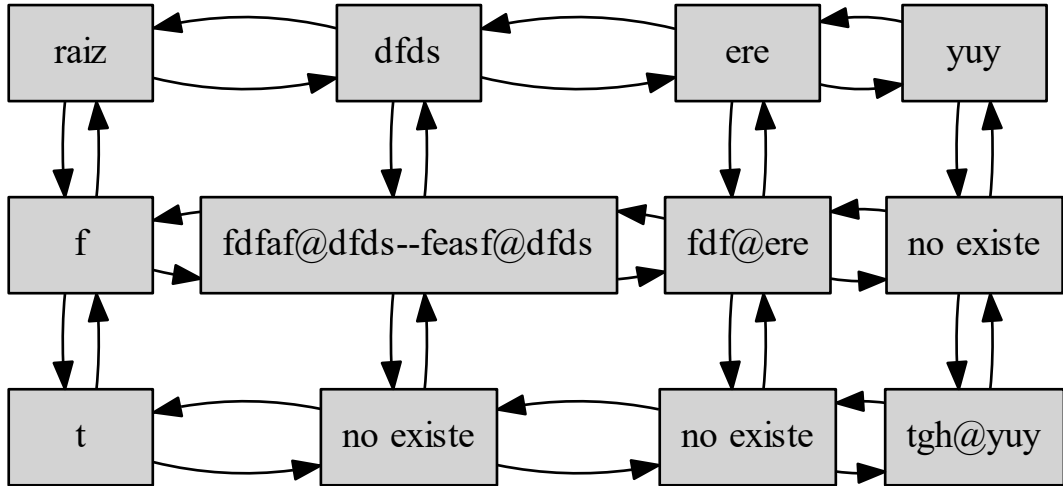 raiz
dfds
ere
yuy
f
fdfaf@dfds--feasf@dfds
fdf@ere
no existe
t
no existe
no existe
tgh@yuy